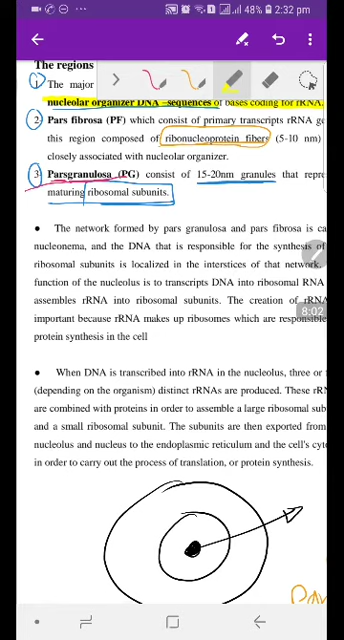 48% 2:32 pm
The regions
1 The major
nucleolar organizer DNA –sequences of bases coding for rRNA.
2 Pars fibrosa (PF) which consist of primary transcripts rRNA ge
this region composed of ribonucleoprotein fibers (5-10 nm)
closely associated with nucleolar organizer.
3 Parsgranulosa (PG) consist of 15-20nm granules that repre
maturing ribosomal subunits.
● The network formed by pars granulosa and pars fibrosa is ca
nucleonema, and the DNA that is responsible for the synthesis of
ribosomal subunits is localized in the interstices of that network.
function of the nucleolus is to transcripts DNA into ribosomal RNA
assembles rRNA into ribosomal subunits. The creation of rRNA
8:02
important because rRNA makes up ribosomes which are responsible
protein synthesis in the cell
● When DNA is transcribed into rRNA in the nucleolus, three or
(depending on the organism) distinct rRNAs are produced. These rRN
are combined with proteins in order to assemble a large ribosomal sub
and a small ribosomal subunit. The subunits are then exported from
nucleolus and nucleus to the endoplasmic reticulum and the cell's cyt
in order to carry out the process of translation, or protein synthesis.